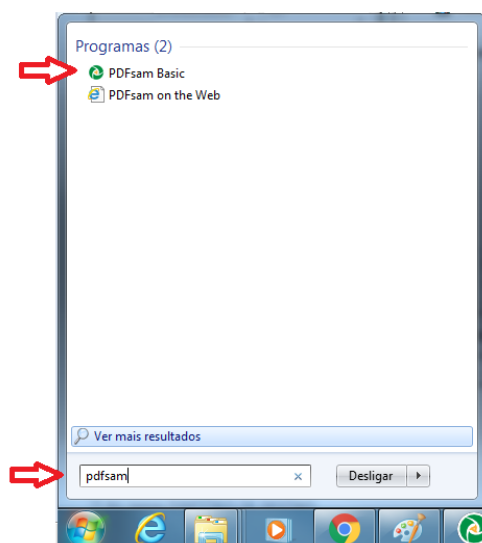 Programas (2)
PDFsam Basic
PDFsam on the Web
Ver mais resultados
pdfsam
Desligar